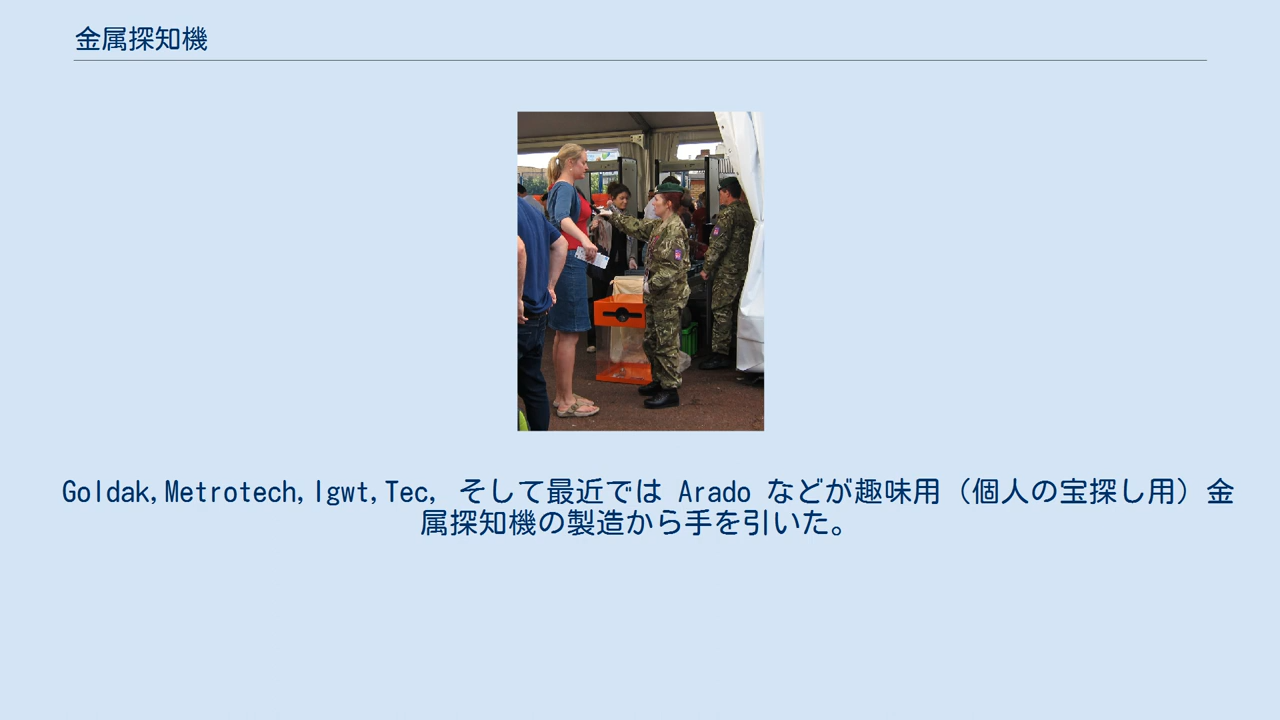 金属探知機
Goldak,Metrotech,lgwt,Tec, そして最近では Arado などが趣味用（個人の宝探し用）金
属探知機の製造から手を引いた。